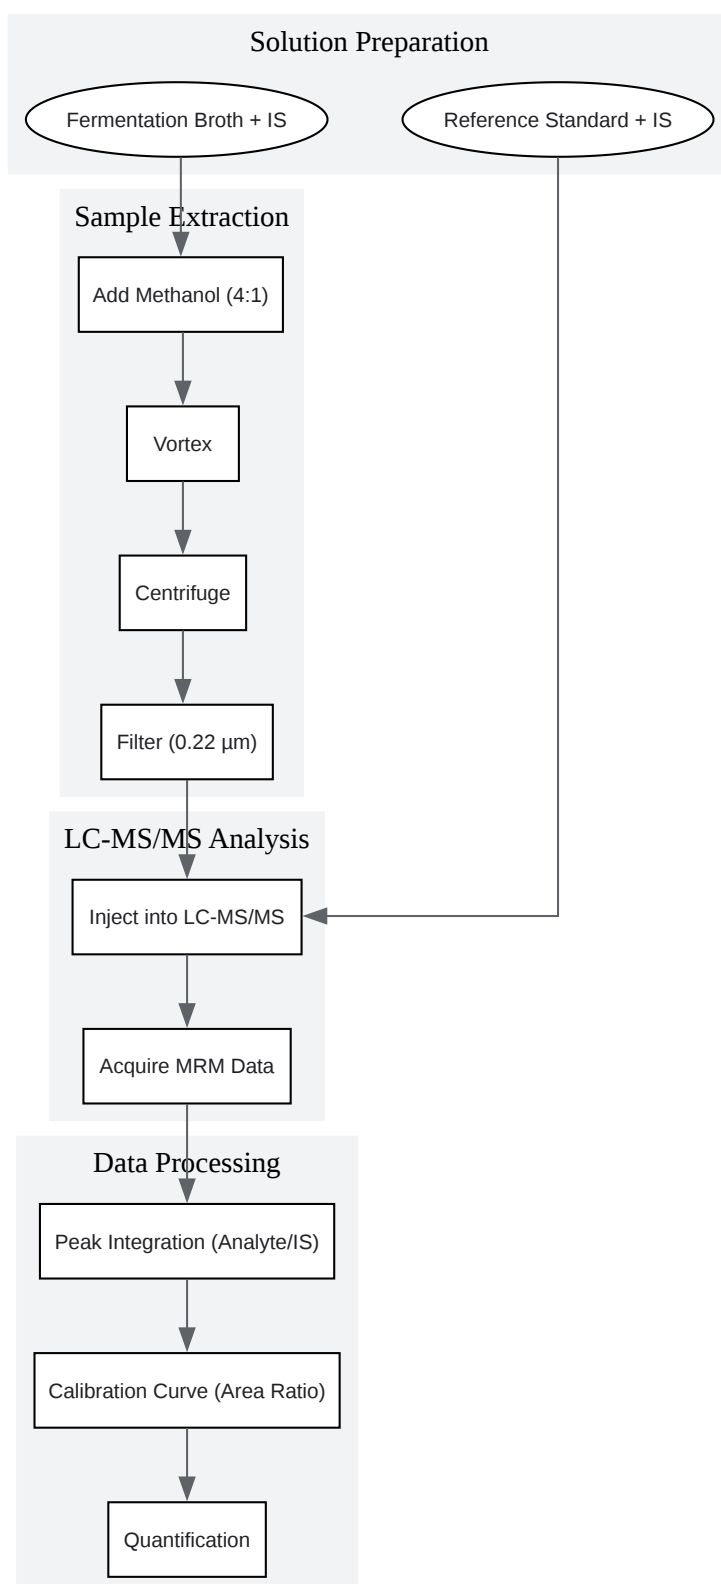 Solution Preparation
Fermentation Broth + IS
Reference Standard + IS
Sample Extraction
Add Methanol (4:1)
Vortex
Centrifuge
Filter (0.22 µm)
LC-MS/MS Analysis
Inject into LC-MS/MS
Acquire MRM Data
Data Processing
Peak Integration (Analyte/IS)
Calibration Curve (Area Ratio)
Quantification